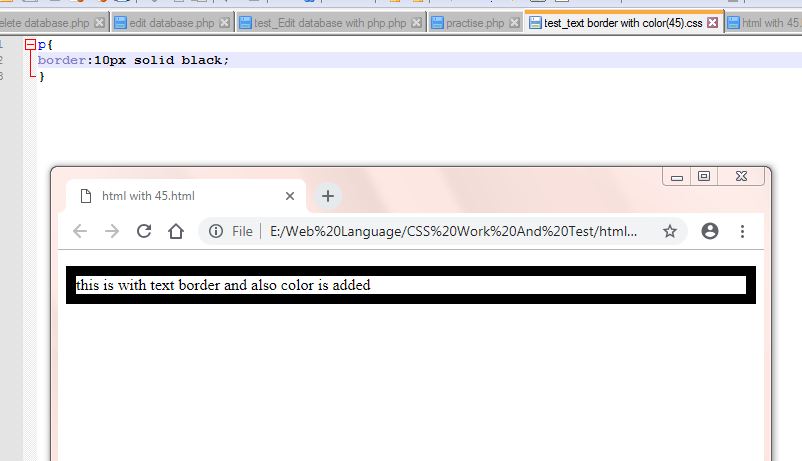 elete database.php edit database.php test_Edit database with php.php practise.php test_text border with color(45).css html with 45.
1 p{
2 border:10px solid black;
3 }
html with 45.html
File E:/Web%20Language/CSS%20Work%20And%20Test/html...
this is with text border and also color is added